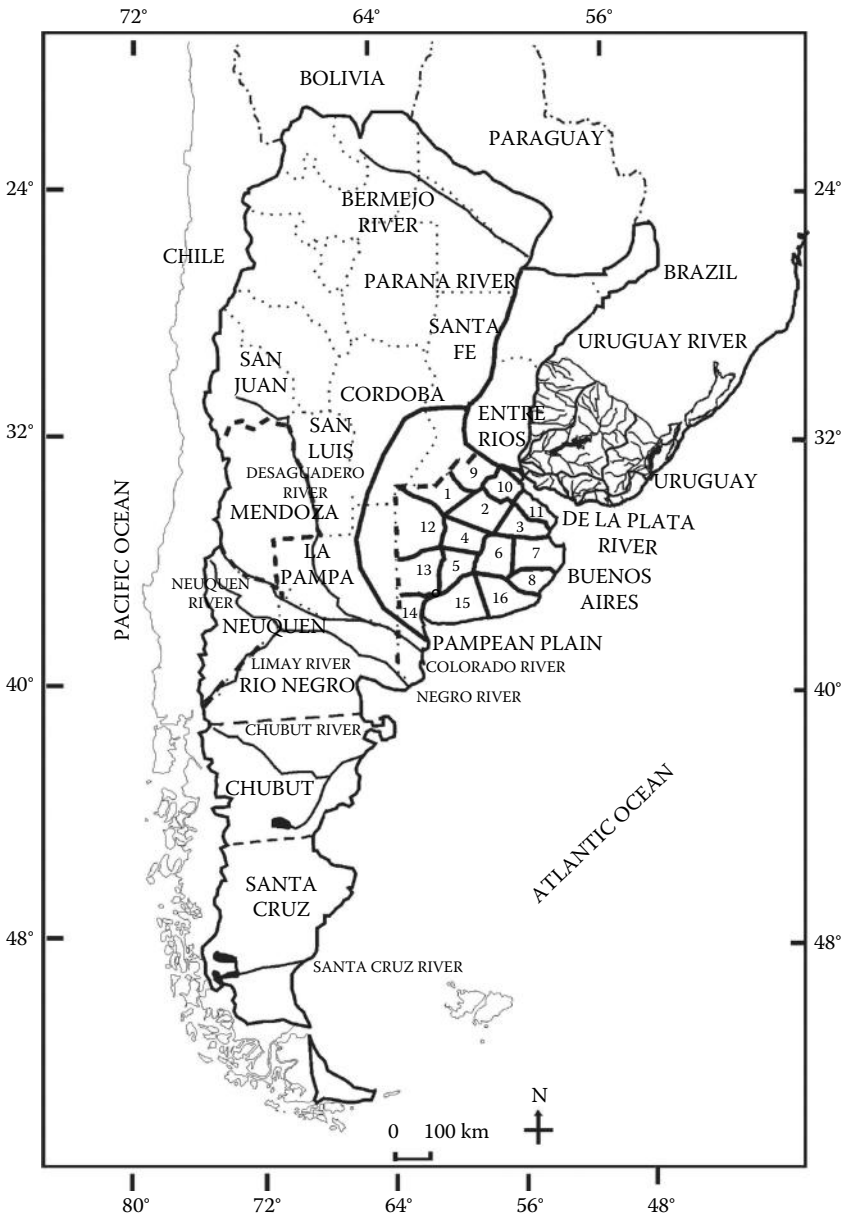 72°
64°
56°
BOLIVIA
PARAGUAY
24°
24°
BERMEJO
RIVER
CHILE
BRAZIL
PARANA RIVER
SANTA
FE
URUGUAY RIVER
SAN
JUAN
CORDOBA
ENTRE
RIOS
SAN
LUIS
32°
32°
DESAGUADERO
RIVER
URUGUAY
MENDOZA
9
10
1
2
11
3
12
4
6
7
13
5
8
14
15
16
DE LA PLATA
RIVER
LA
PAMPA
BUENOS
AIRES
PACIFIC OCEAN
NEUQUEN
RIVER
NEUQUEN
PAMPEAN PLAIN
LIMAY RIVER
COLORADO RIVER
RIO NEGRO
NEGRO RIVER
40°
40°
CHUBUT RIVER
CHUBUT
ATLANTIC OCEAN
SANTA
CRUZ
48°
48°
SANTA CRUZ RIVER
N
0 100 km
80°
72°
64°
56°
48°